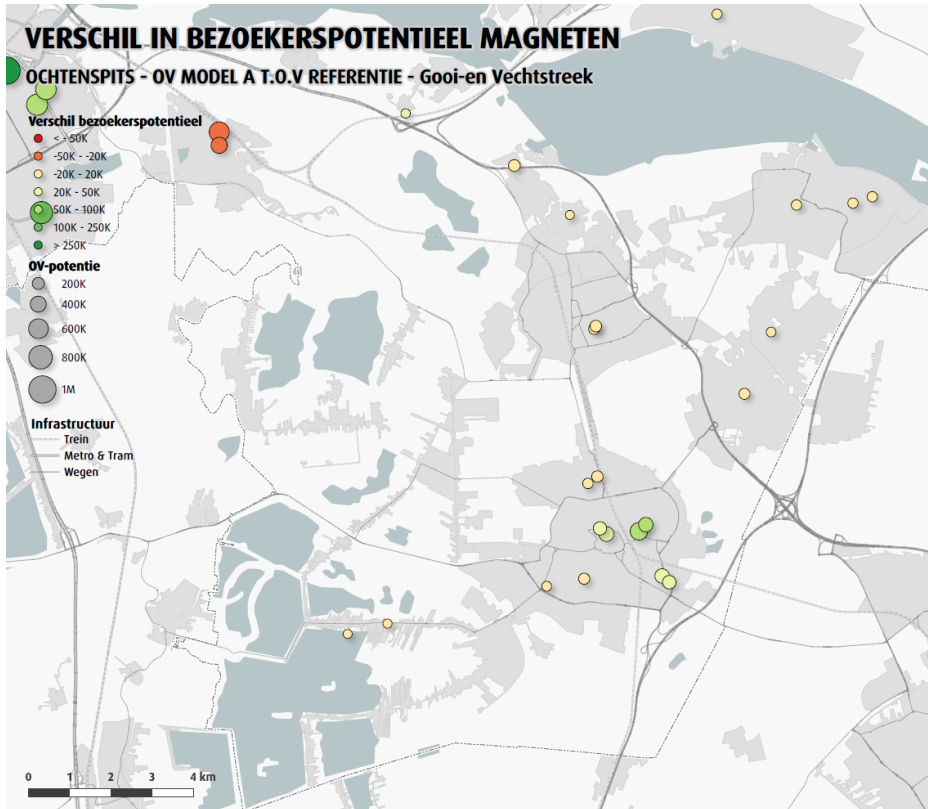 VERSCHIL IN BEZOEKERSPOTENTIEEL MAGNETEN
OCHTENSPITS - OV MODEL A T.O.V REFERENTIE - Gooi-en Vechtstreek
Verschil bezoekerspotentieel
< - 50K
-50K - -20K
-20K - 20K
20K - 50K
50K - 100K
100K - 250K
> 250K
OV-potentie
200K
400K
600K
800K
1M
Infrastructuur
Trein
Metro & Tram
Wegen
0 1 2 3 4 km